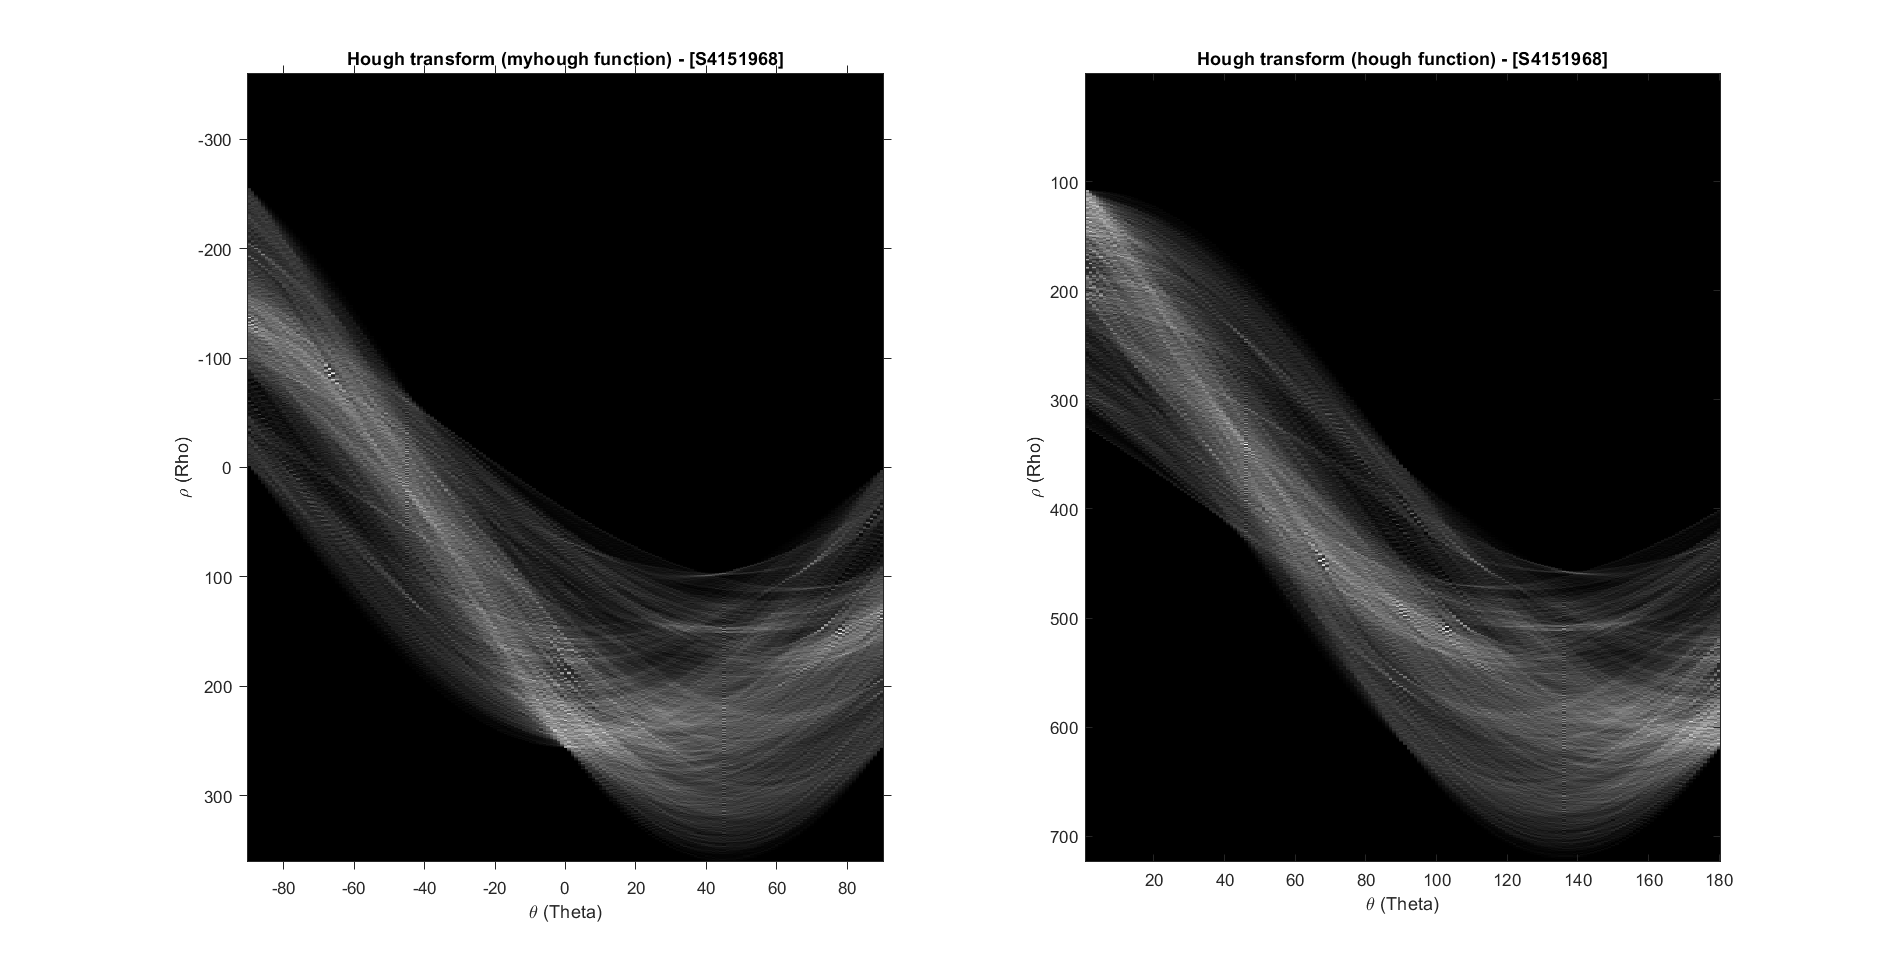 Hough transform (myhough function) - [S4151968]
-300
-200
-100
0
100
200
300
ρ (Rho)
-80 -60 -40 -20 0 20 40 60 80
θ (Theta)
Hough transform (hough function) - [S4151968]
100
200
300
400
500
600
700
ρ (Rho)
20 40 60 80 100 120 140 160 180
θ (Theta)